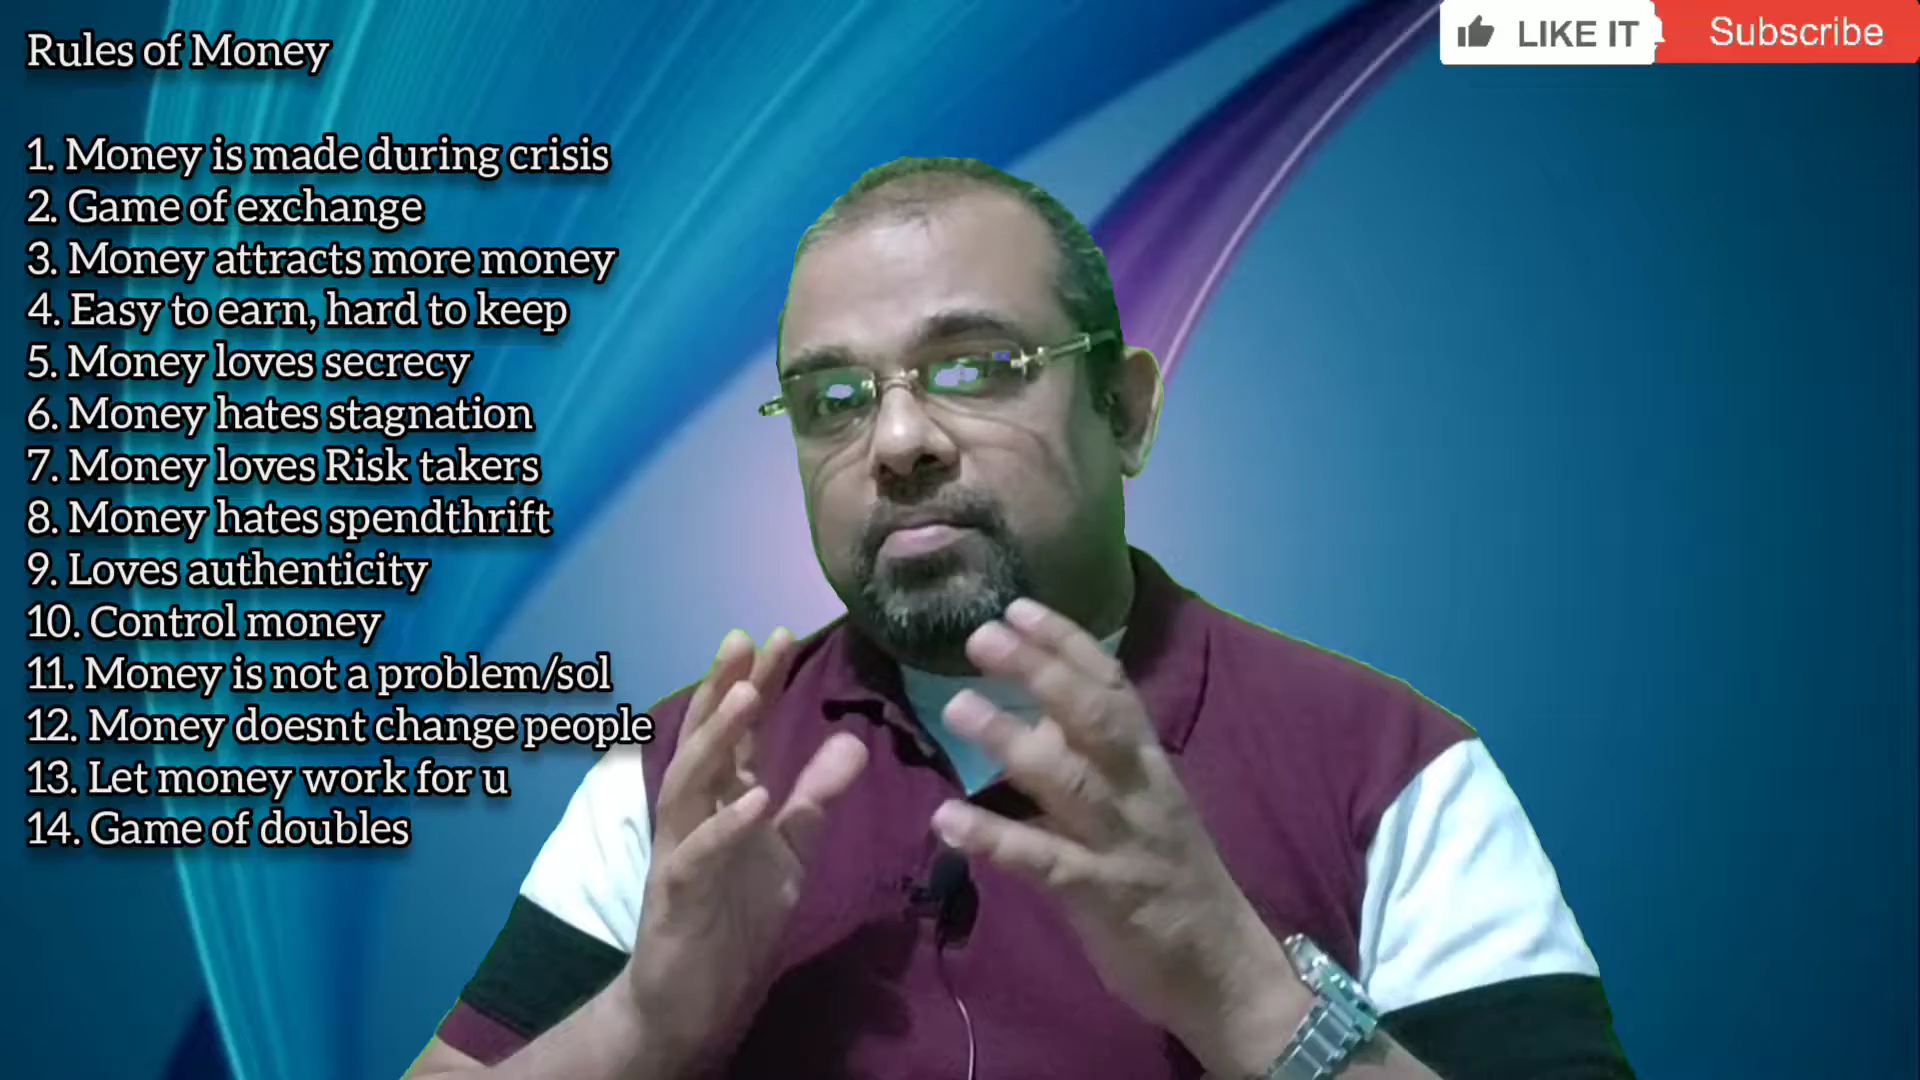 Rules of Money
1. Money is made during crisis
2. Game of exchange
3. Money attracts more money
4. Easy to earn, hard to keep
5. Money loves secrecy
6. Money hates stagnation
7. Money loves Risk takers
8. Money hates spendthrift
9. Loves authenticity
10. Control money
11. Money is not a problem/sol
12. Money doesnt change people
13. Let money work for u
14. Game of doubles
LIKE IT
Subscribe